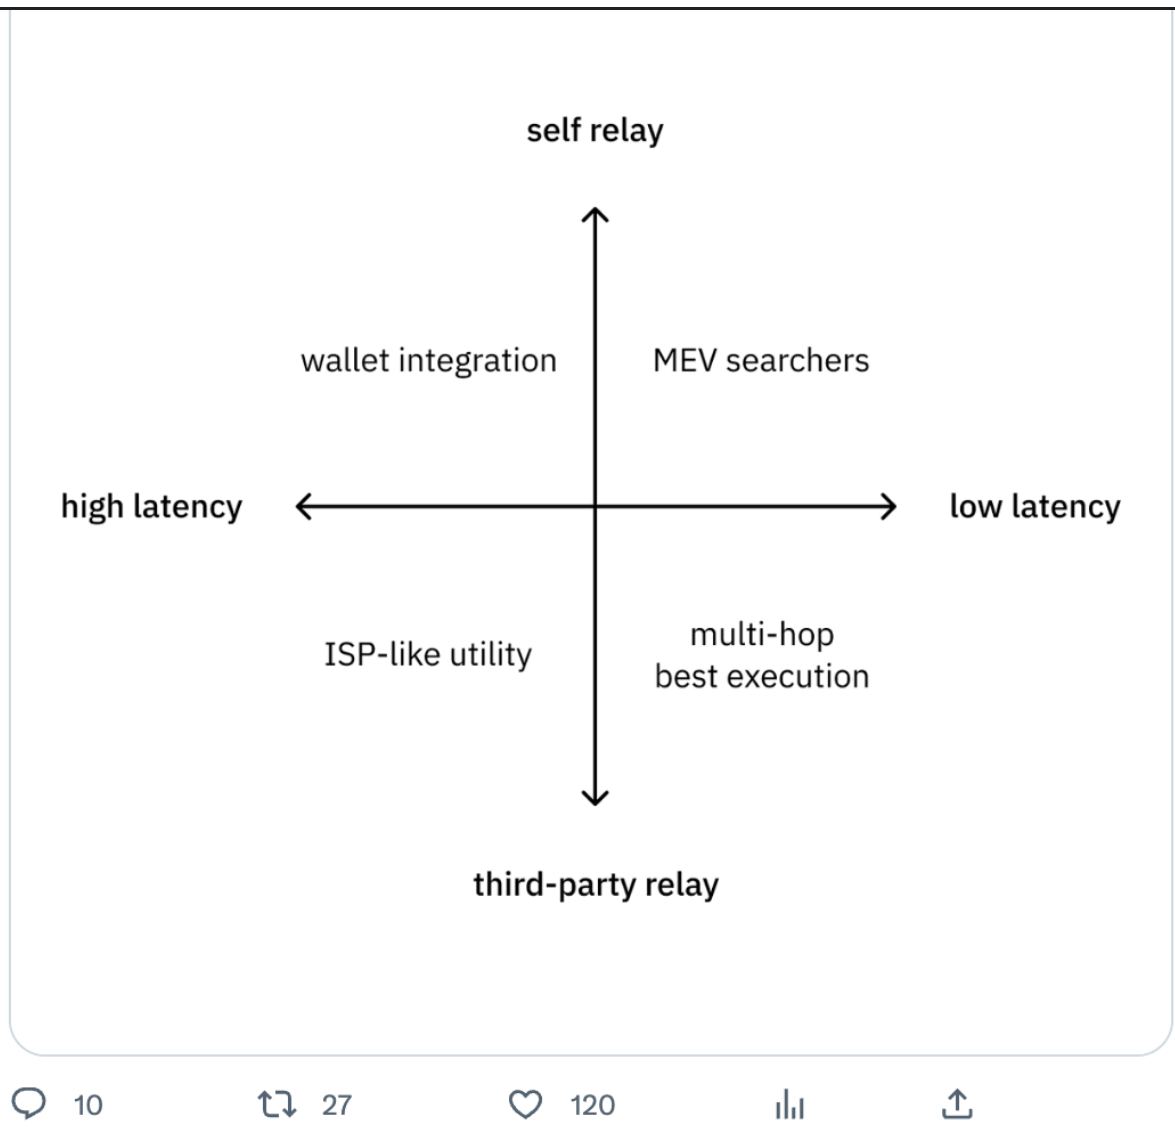 self relay
wallet integration
MEV searchers
high latency
low latency
ISP-like utility
multi-hop
best execution
third-party relay
10
27
120